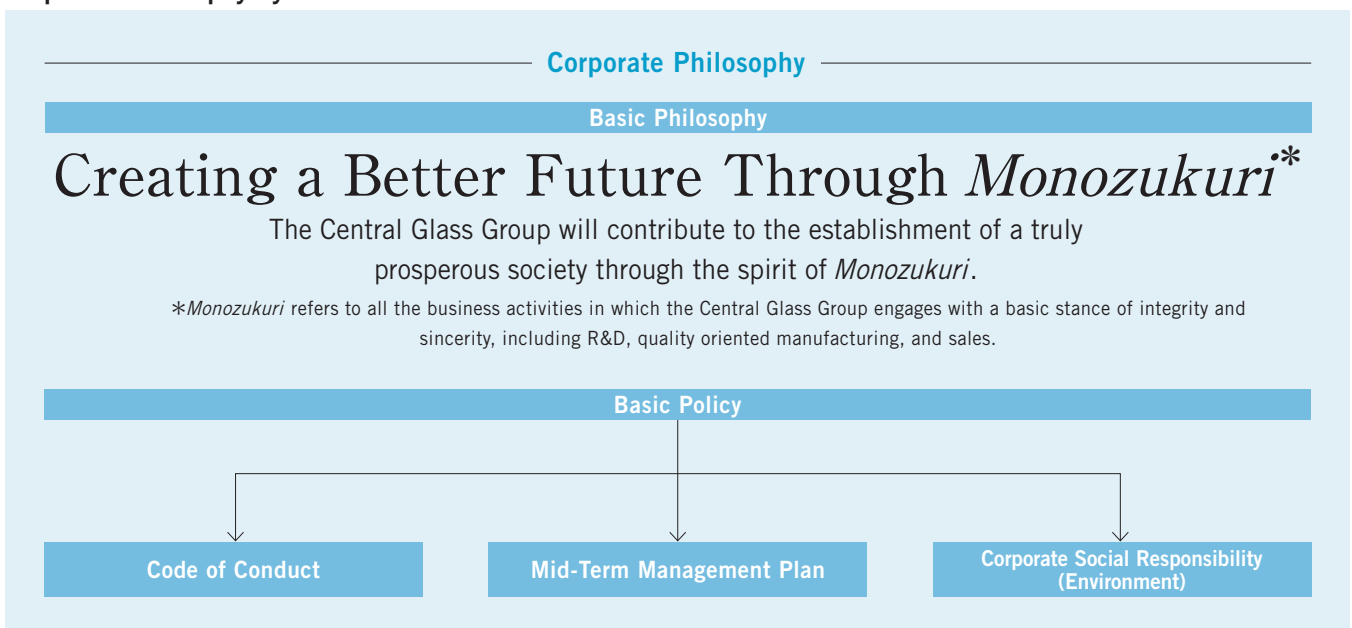 Corporate Philosophy
Basic Philosophy
Creating a Better Future Through Monozukuri*
The Central Glass Group will contribute to the establishment of a truly
prosperous society through the spirit of Monozukuri.
*Monozukuri refers to all the business activities in which the Central Glass Group engages with a basic stance of integrity and
sincerity, including R&D, quality oriented manufacturing, and sales.
Basic Policy
Code of Conduct
Mid-Term Management Plan
Corporate Social Responsibility
(Environment)